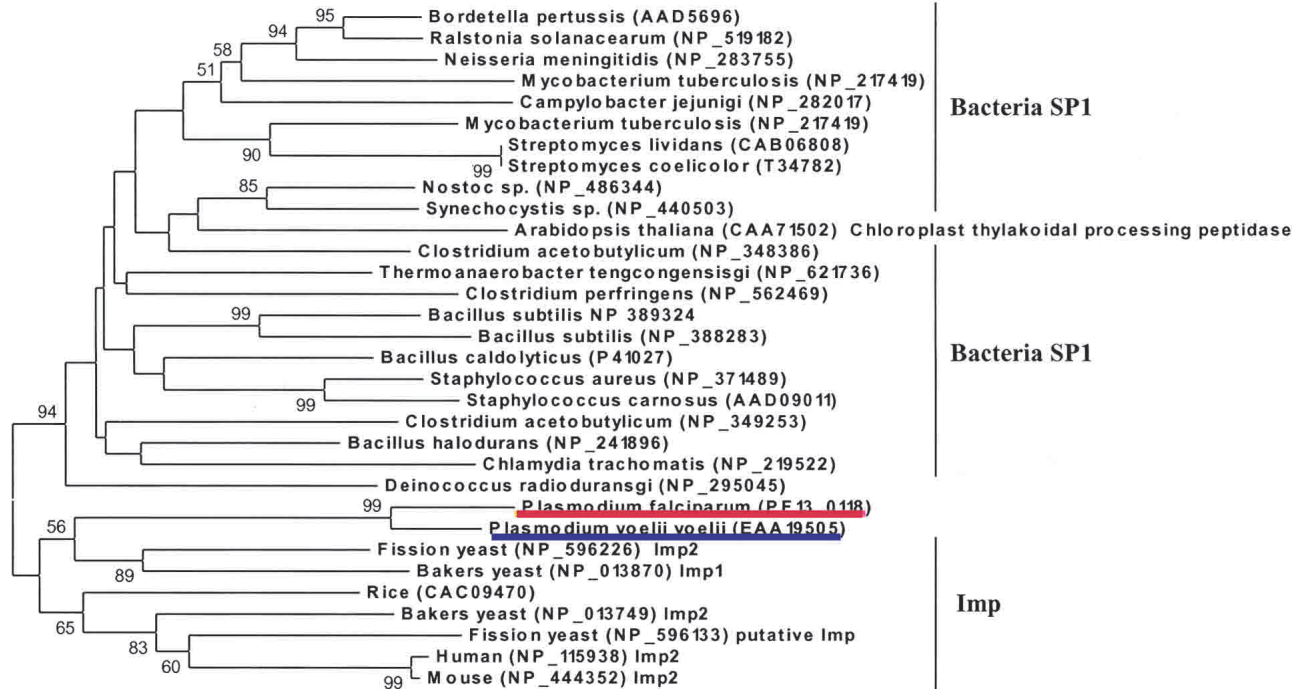 95
Bordetella pertussis (AAD5696)
94
Ralstonia solanacearum (NP_519182)
58
Neisseria meningitidis (NP_283755)
51
Mycobacterium tuberculosis (NP_217419)
Campylobacter jejunigi (NP_282017)
Bacteria SP1
Mycobacterium tuberculosis (NP_217419)
Streptomyces lividans (CAB06808)
90
Streptomyces coelicolor (T34782)
99
85
Nostoc sp. (NP_486344)
Synechocystis sp. (NP_440503)
Arabidopsis thaliana (CAA71502) Chloroplast thylakoidal processing peptidase
Clostridium acetobutylicum (NP_348386)
Thermoanaerobacter tengcongensisgi (NP_621736)
Clostridium perfringens (NP_562469)
99
Bacillus subtilis NP_389324
Bacillus subtilis (NP_388283)
Bacillus caldolyticus (P41027)
Bacteria SP1
Staphylococcus aureus (NP_371489)
99
Staphylococcus carnosus (AAD09011)
94
Clostridium acetobutylicum (NP_349253)
Bacillus halodurans (NP_241896)
Chlamydia trachomatis (NP_219522)
Deinococcus radioduransgi (NP_295045)
99
Plasmodium falciparum (PF13_0118)
56
Plasmodium yoelii yoelii (EAA19505)
Fission yeast (NP_596226) Imp2
89
Bakers yeast (NP_013870) Imp1
Rice (CAC09470)
Imp
65
Bakers yeast (NP_013749) Imp2
83
Fission yeast (NP_596133) putative Imp
60
Human (NP_115938) Imp2
99
Mouse (NP_444352) Imp2